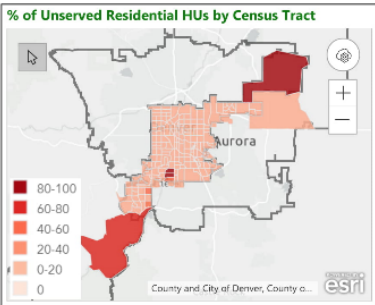 % of Unserved Residential HUs by Census Tract
Aurora
80-100
60-80
40-60
20-40
0-20
0
County and City of Denver, County o...
esri